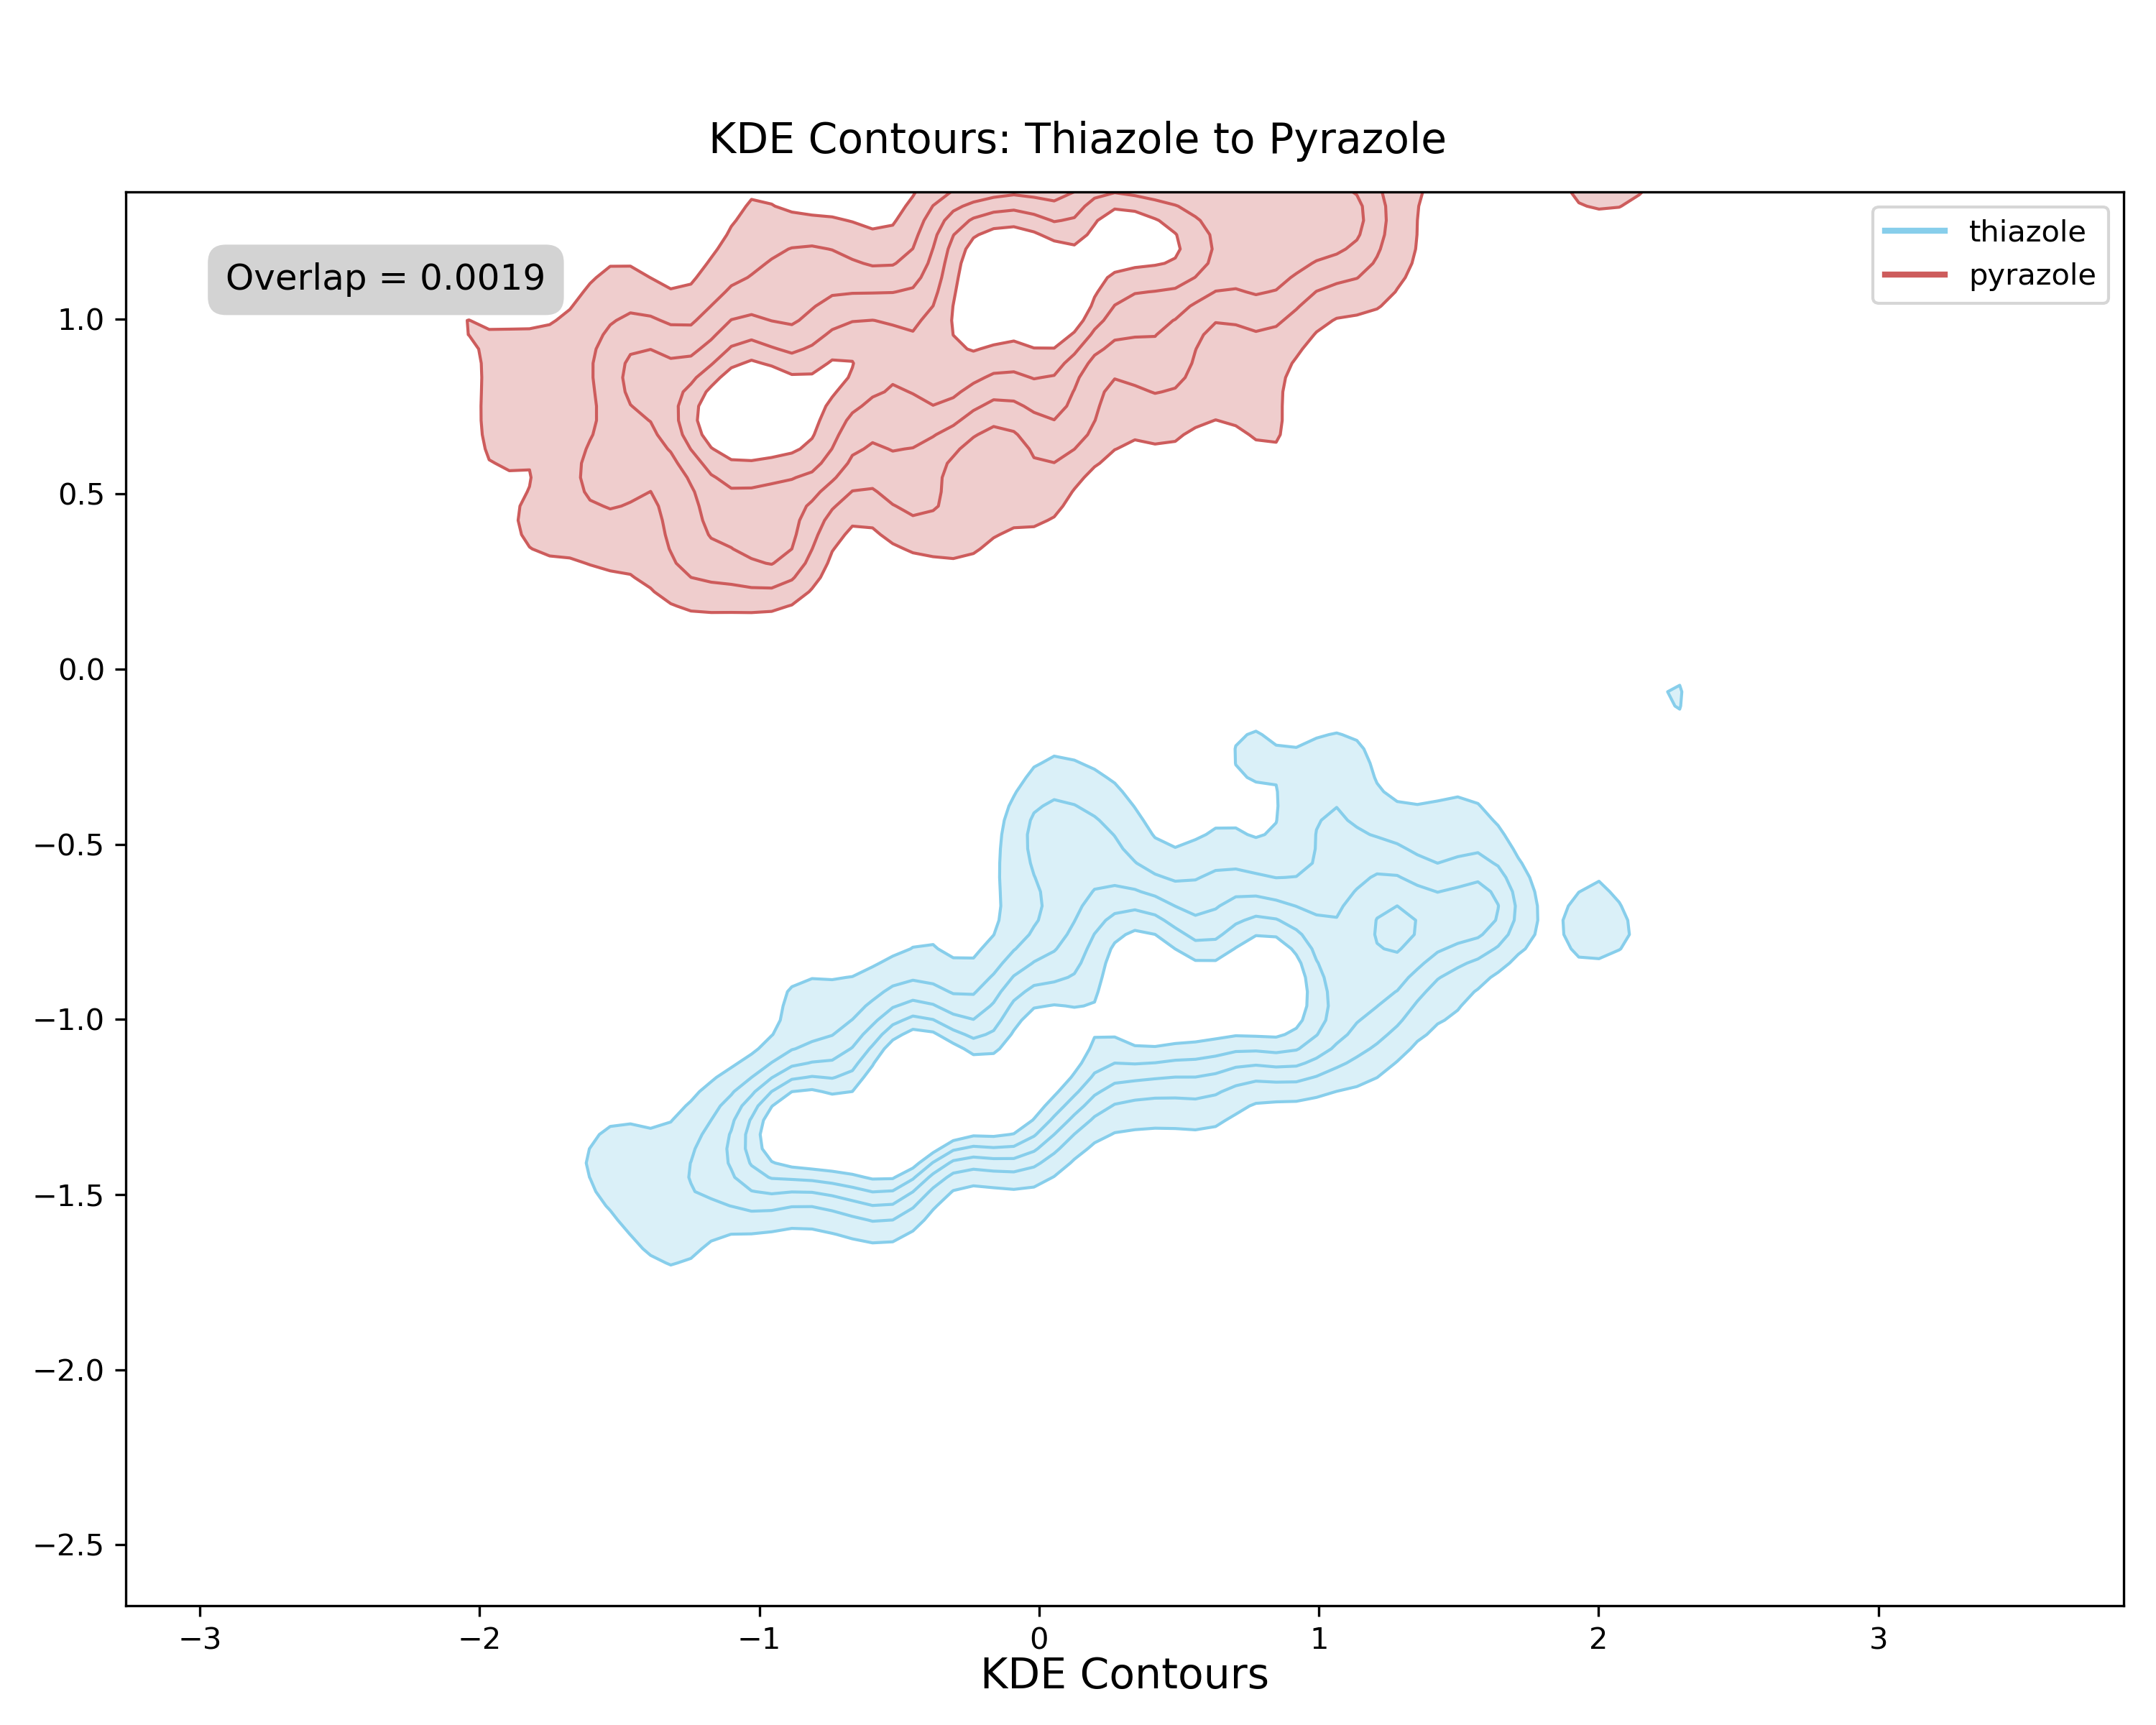 KDE Contours: Thiazole to Pyrazole
Overlap = 0.0019
thiazole
pyrazole
1.0
0.5
0.0
−0.5
−1.0
−1.5
−2.0
−2.5
−3 −2 −1 0 1 2 3
KDE Contours